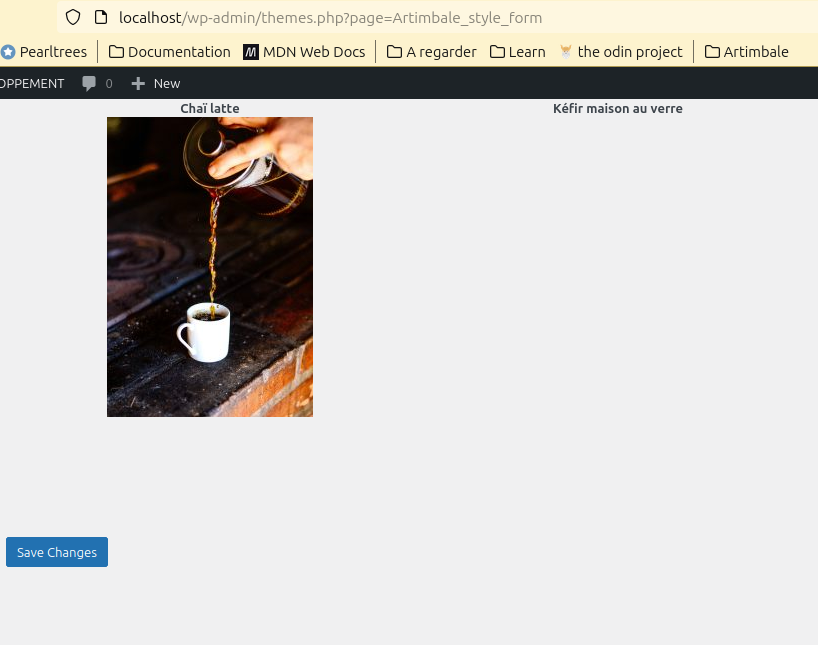 localhost/wp-admin/themes.php?page=Artimbale_style_form
Pearltrees Documentation M MDN Web Docs A regarder Learn the odin project Artimbale
OPPEMENT 0 New
Chaï latte Kéfir maison au verre
Save Changes